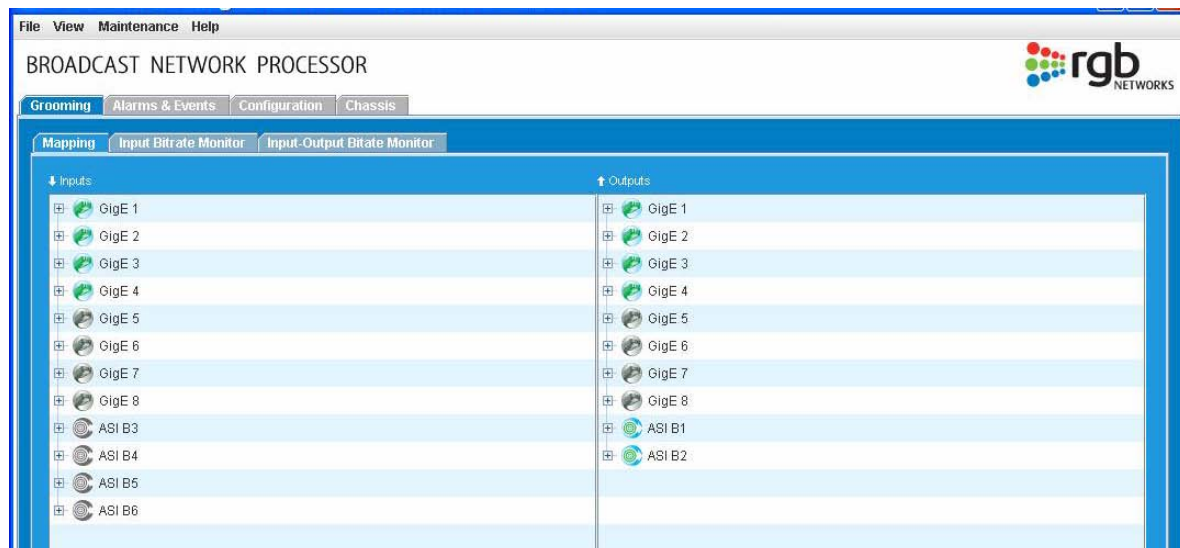 File View Maintenance Help
BROADCAST NETWORK PROCESSOR
rgb
NETWORKS
Grooming Alarms & Events Configuration Chassis
Mapping Input Bitrate Monitor Input-Output Bitate Monitor
Inputs
Outputs
GigE 1 GigE 1
GigE 2 GigE 2
GigE 3 GigE 3
GigE 4 GigE 4
GigE 5 GigE 5
GigE 6 GigE 6
GigE 7 GigE 7
GigE 8 GigE 8
ASI B3 ASI B1
ASI B4 ASI B2
ASI B5
ASI B6